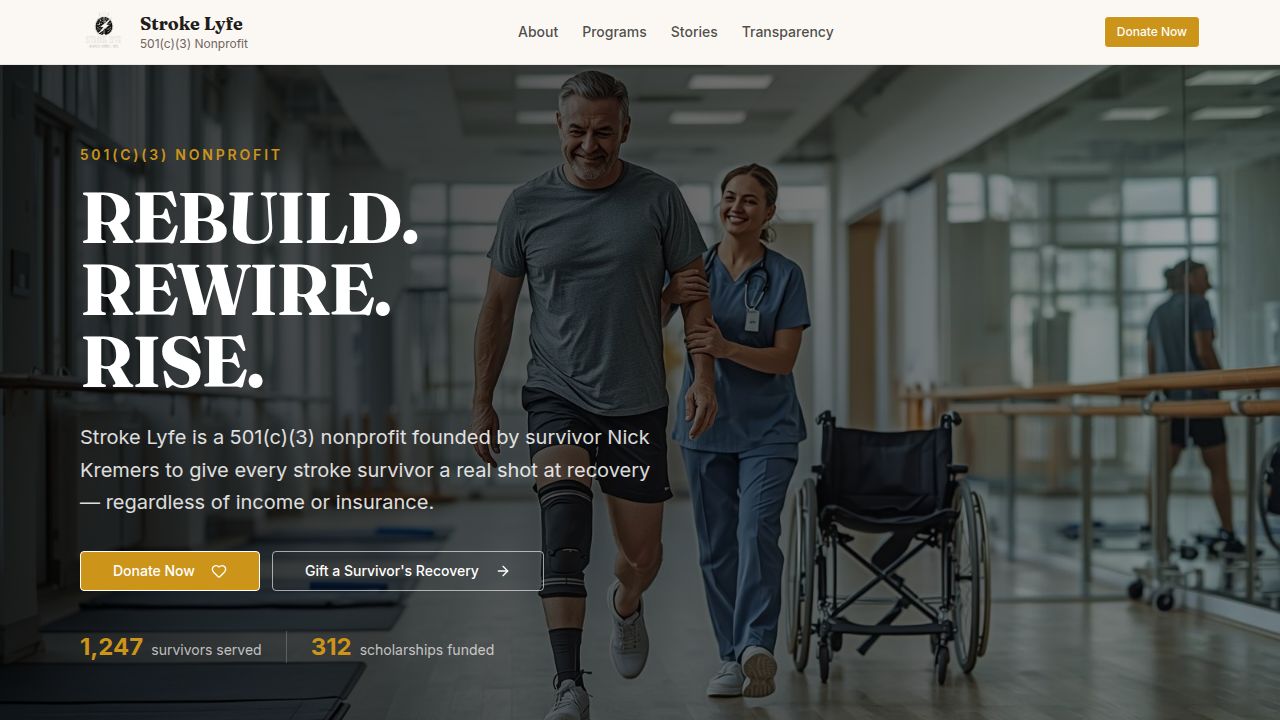 Stroke Lyfe
501(c)(3) Nonprofit
About
Programs
Stories
Transparency
Donate Now
501(C)(3) NONPROFIT
REBUILD.
REWIRE.
RISE.
Stroke Lyfe is a 501(c)(3) nonprofit founded by survivor Nick
Kremers to give every stroke survivor a real shot at recovery
— regardless of income or insurance.
Donate Now
Gift a Survivor's Recovery
1,247 survivors served
312 scholarships funded